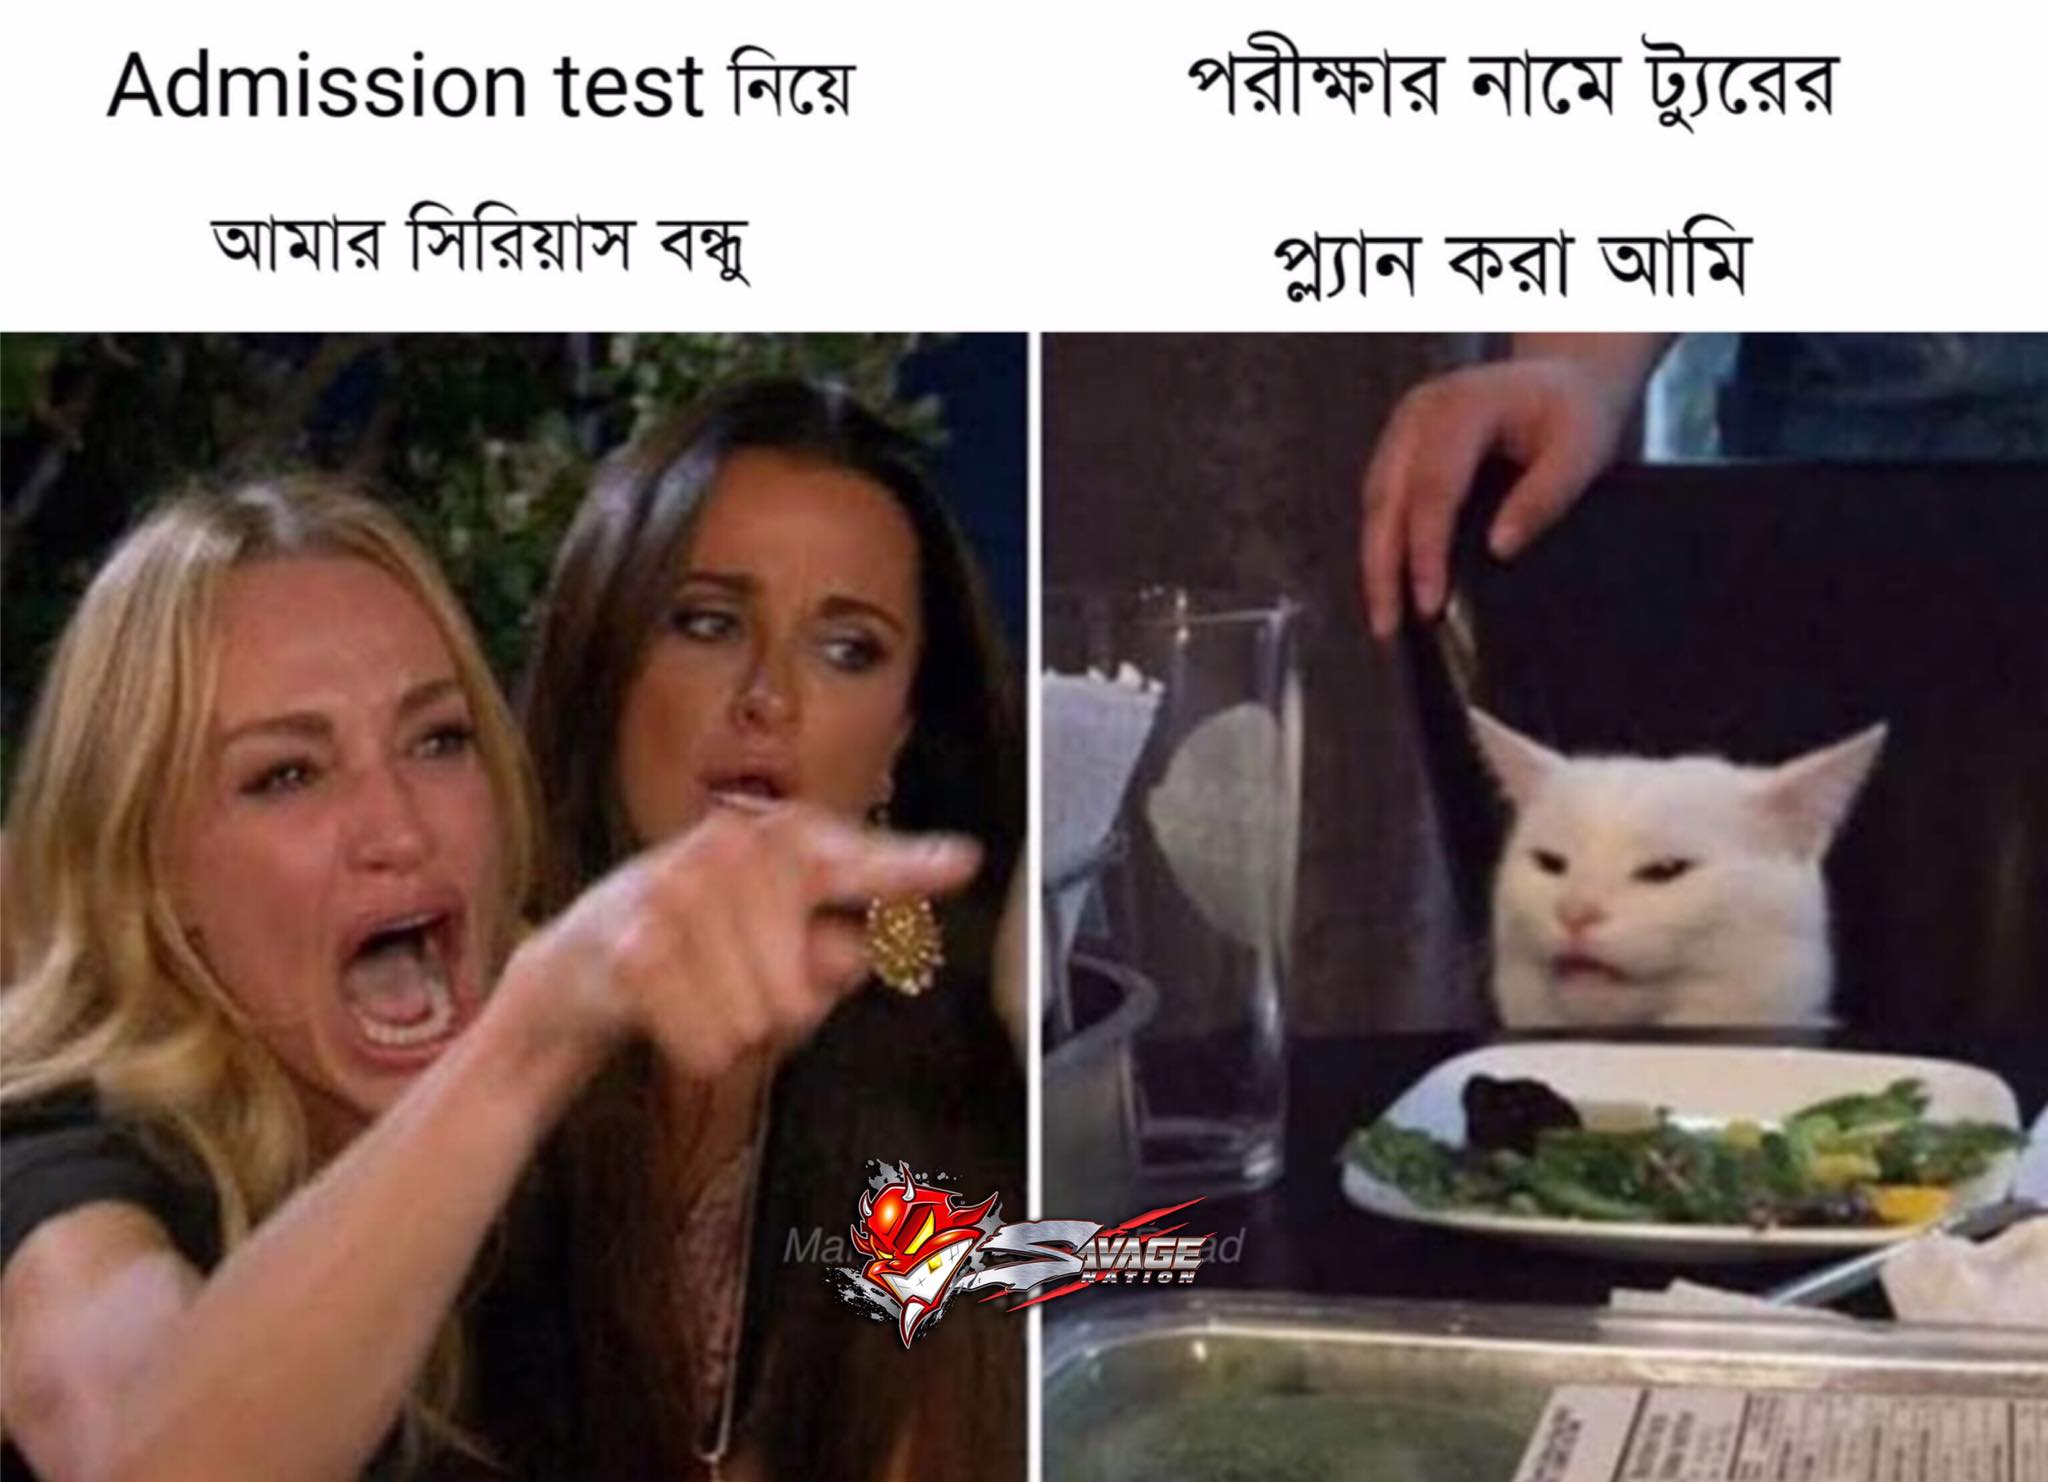 Admission test নিয়ে
আমার সিরিয়াস বন্ধু
পরীক্ষার নামে ট্যুরের
প্ল্যান করা আমি
SAVAGE
NATION